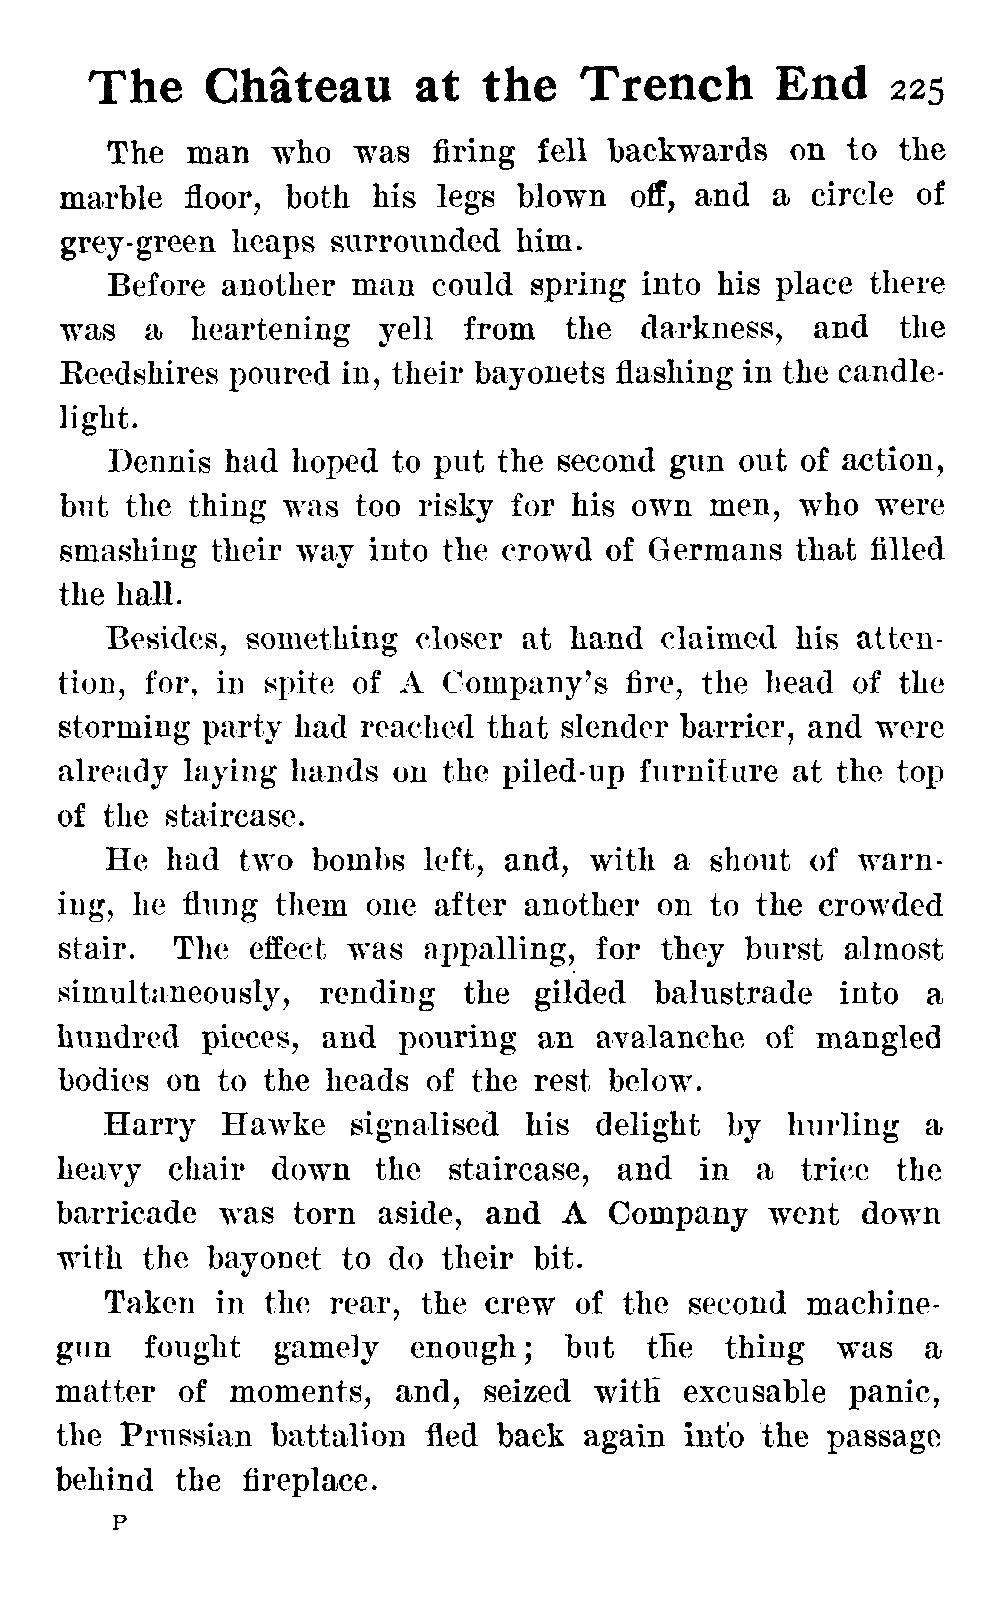 The Château at the Trench End 225
The man who was firing fell backwards on to the
marble floor, both his legs blown off, and a circle of
grey-green heaps surrounded him.
Before another man could spring into his place there
was a heartening yell from the darkness, and the
Reedshires poured in, their bayonets flashing in the candle-
light.
Dennis had hoped to put the second gun out of action,
but the thing was too risky for his own men, who were
smashing their way into the crowd of Germans that filled
the hall.
Besides, something closer at hand claimed his atten-
tion, for, in spite of A Company's fire, the head of the
storming party had reached that slender barrier, and were
already laying hands on the piled-up furniture at the top
of the staircase.
He had two bombs left, and, with a shout of warn-
ing, he flung them one after another on to the crowded
stair. The effect was appalling, for they burst almost
simultaneously, rending the gilded balustrade into a
hundred pieces, and pouring an avalanche of mangled
bodies on to the heads of the rest below.
Harry Hawke signalised his delight by hurling a
heavy chair down the staircase, and in a trice the
barricade was torn aside, and A Company went down
with the bayonet to do their bit.
Taken in the rear, the crew of the second machine-
gun fought gamely enough; but the thing was a
matter of moments, and, seized with excusable panic,
the Prussian battalion fled back again into the passage
behind the fireplace.
P